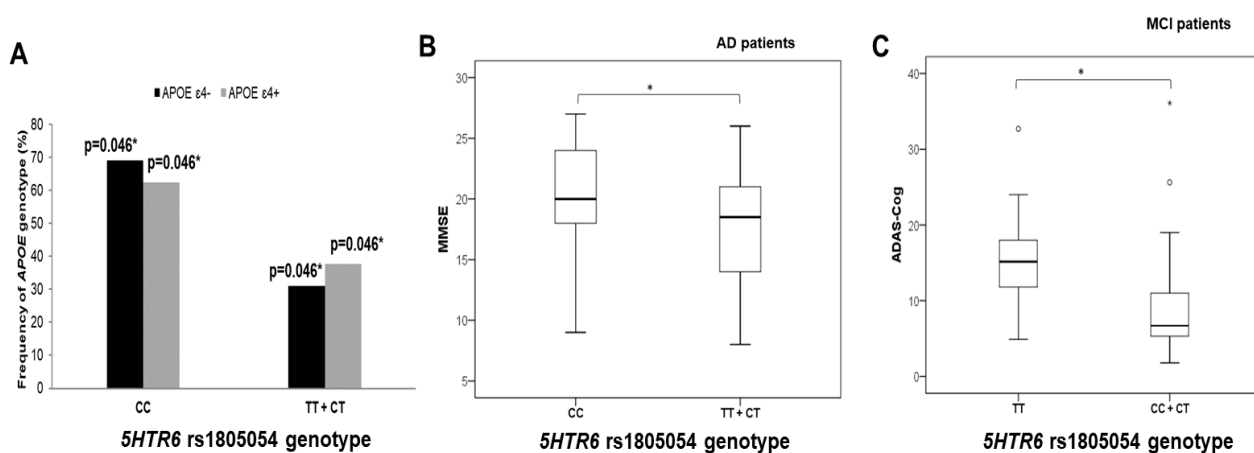 A
APOE ε4- APOE ε4+
Frequency of APOE genotype (%)
80
70
60
50
40
30
20
10
0
p=0.046*
p=0.046*
p=0.046*
p=0.046*
CC
TT + CT
5HTR6 rs1805054 genotype
B
AD patients
MMSE
30
25
20
15
10
5
*
CC
TT + CT
5HTR6 rs1805054 genotype
C
MCI patients
ADAS-Cog
40
30
20
10
0
*
*
TT
CC + CT
5HTR6 rs1805054 genotype